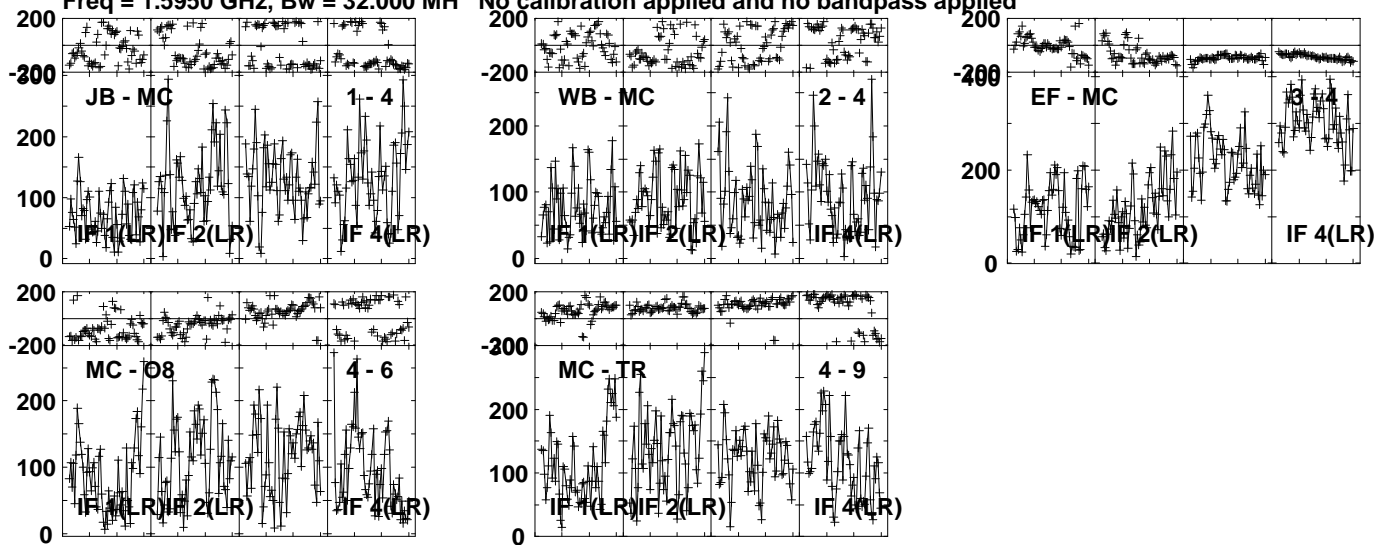 Freq = 1.5950 GHz, Bw = 32.000 MH No calibration applied and no bandpass applied
200
-200
300
JB - MC 1 - 4
200
100
IF 1(LR) IF 2(LR) IF 4(LR)
0
200
-200
WB - MC 2 - 4
200
100
IF 1(LR) IF 2(LR) IF 4(LR)
0
200
-200
400
EF - MC 3 - 4
200
IF 1(LR) IF 2(LR) IF 4(LR)
0
200
-200
MC - O8 4 - 6
200
100
IF 1(LR) IF 2(LR) IF 4(LR)
0
200
-200
300
MC - TR 4 - 9
200
100
IF 1(LR) IF 2(LR) IF 4(LR)
0